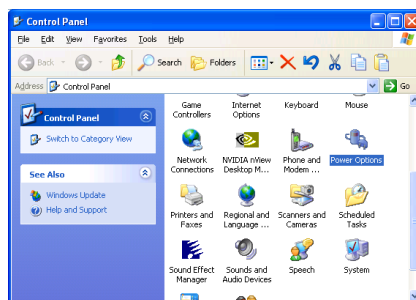 Control Panel
File Edit View Favorites Tools Help
Back Search Folders
Address Control Panel Go
Control Panel
Switch to Category View
See Also
Windows Update
Help and Support
Game Controllers
Internet Options
Keyboard
Mouse
Network Connections
NVIDIA nView Desktop M...
Phone and Modem ...
Power Options
Printers and Faxes
Regional and Language ...
Scanners and Cameras
Scheduled Tasks
Sound Effect Manager
Sounds and Audio Devices
Speech
System